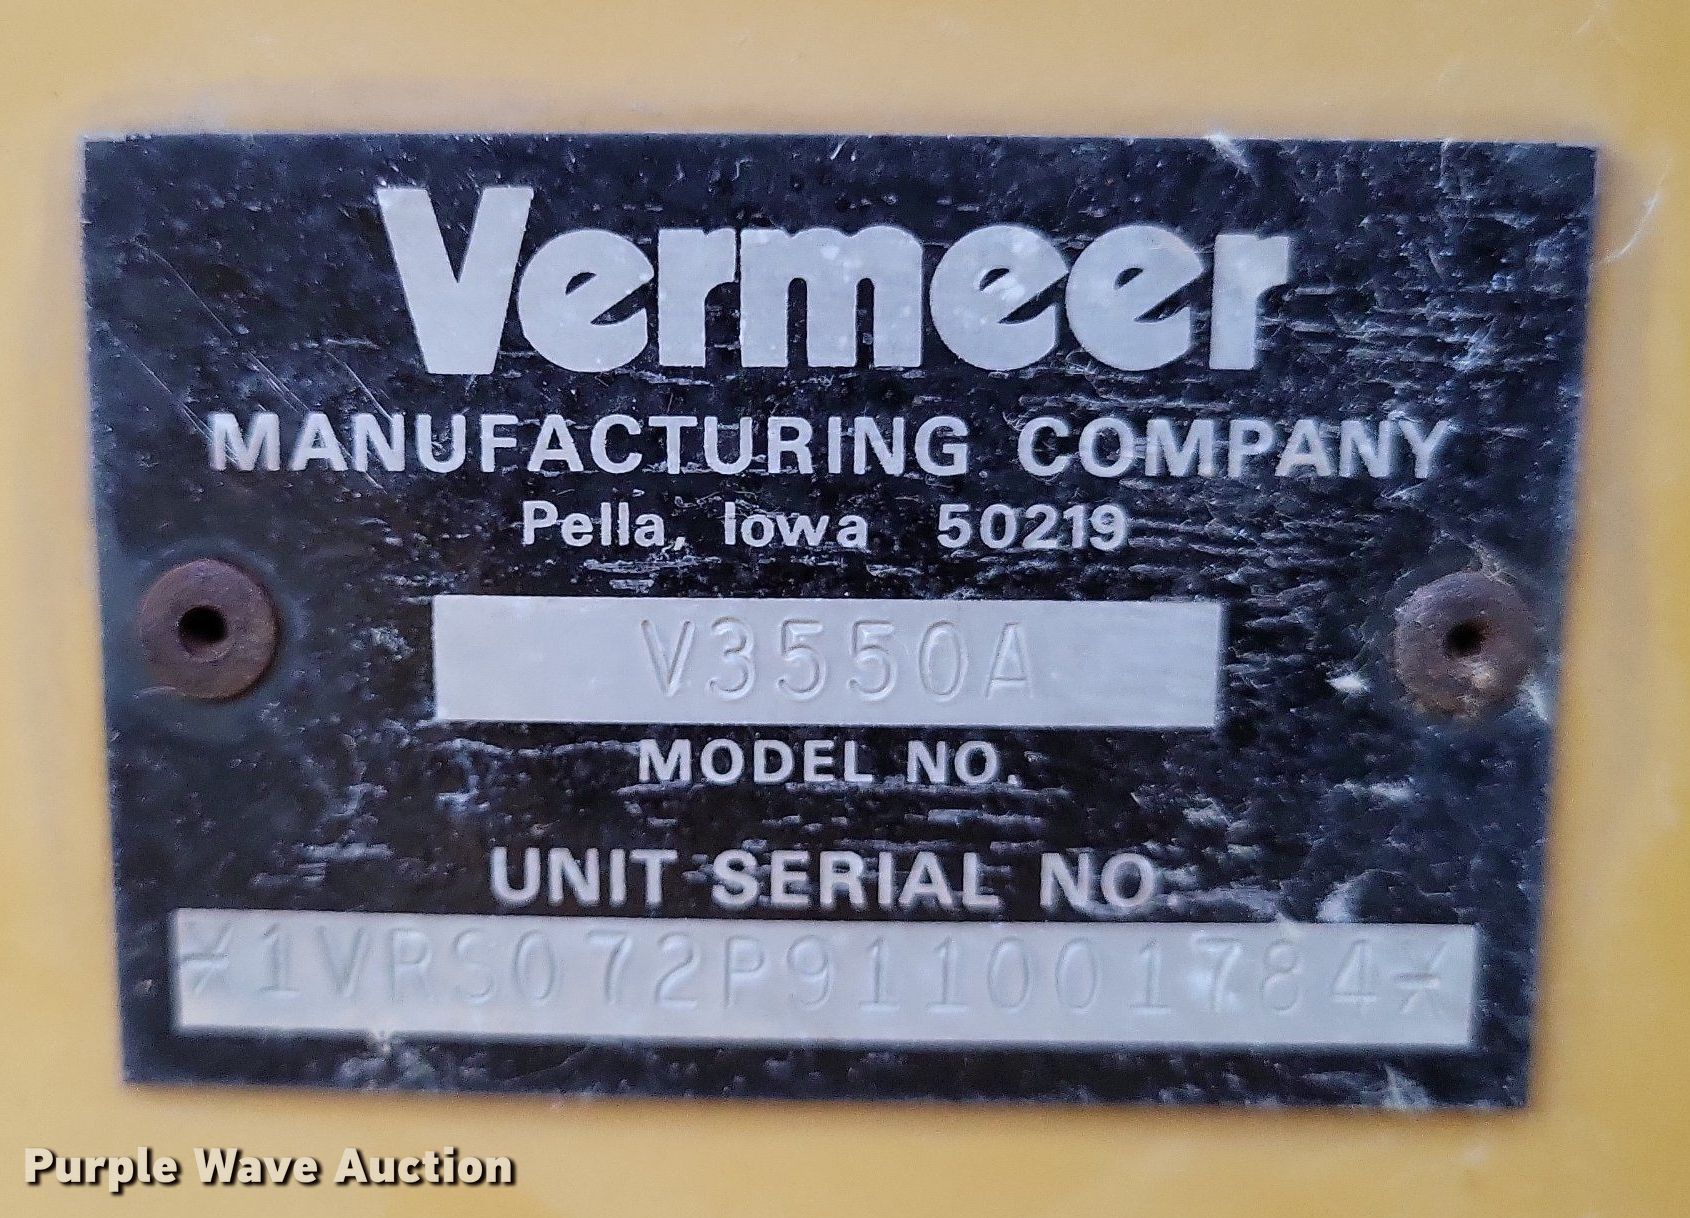 Vermeer
MANUFACTURING COMPANY
Pella, Iowa 50219
V3550A
MODEL NO.
UNIT SERIAL NO.
*1VRS072P911001784*
Purple Wave Auction